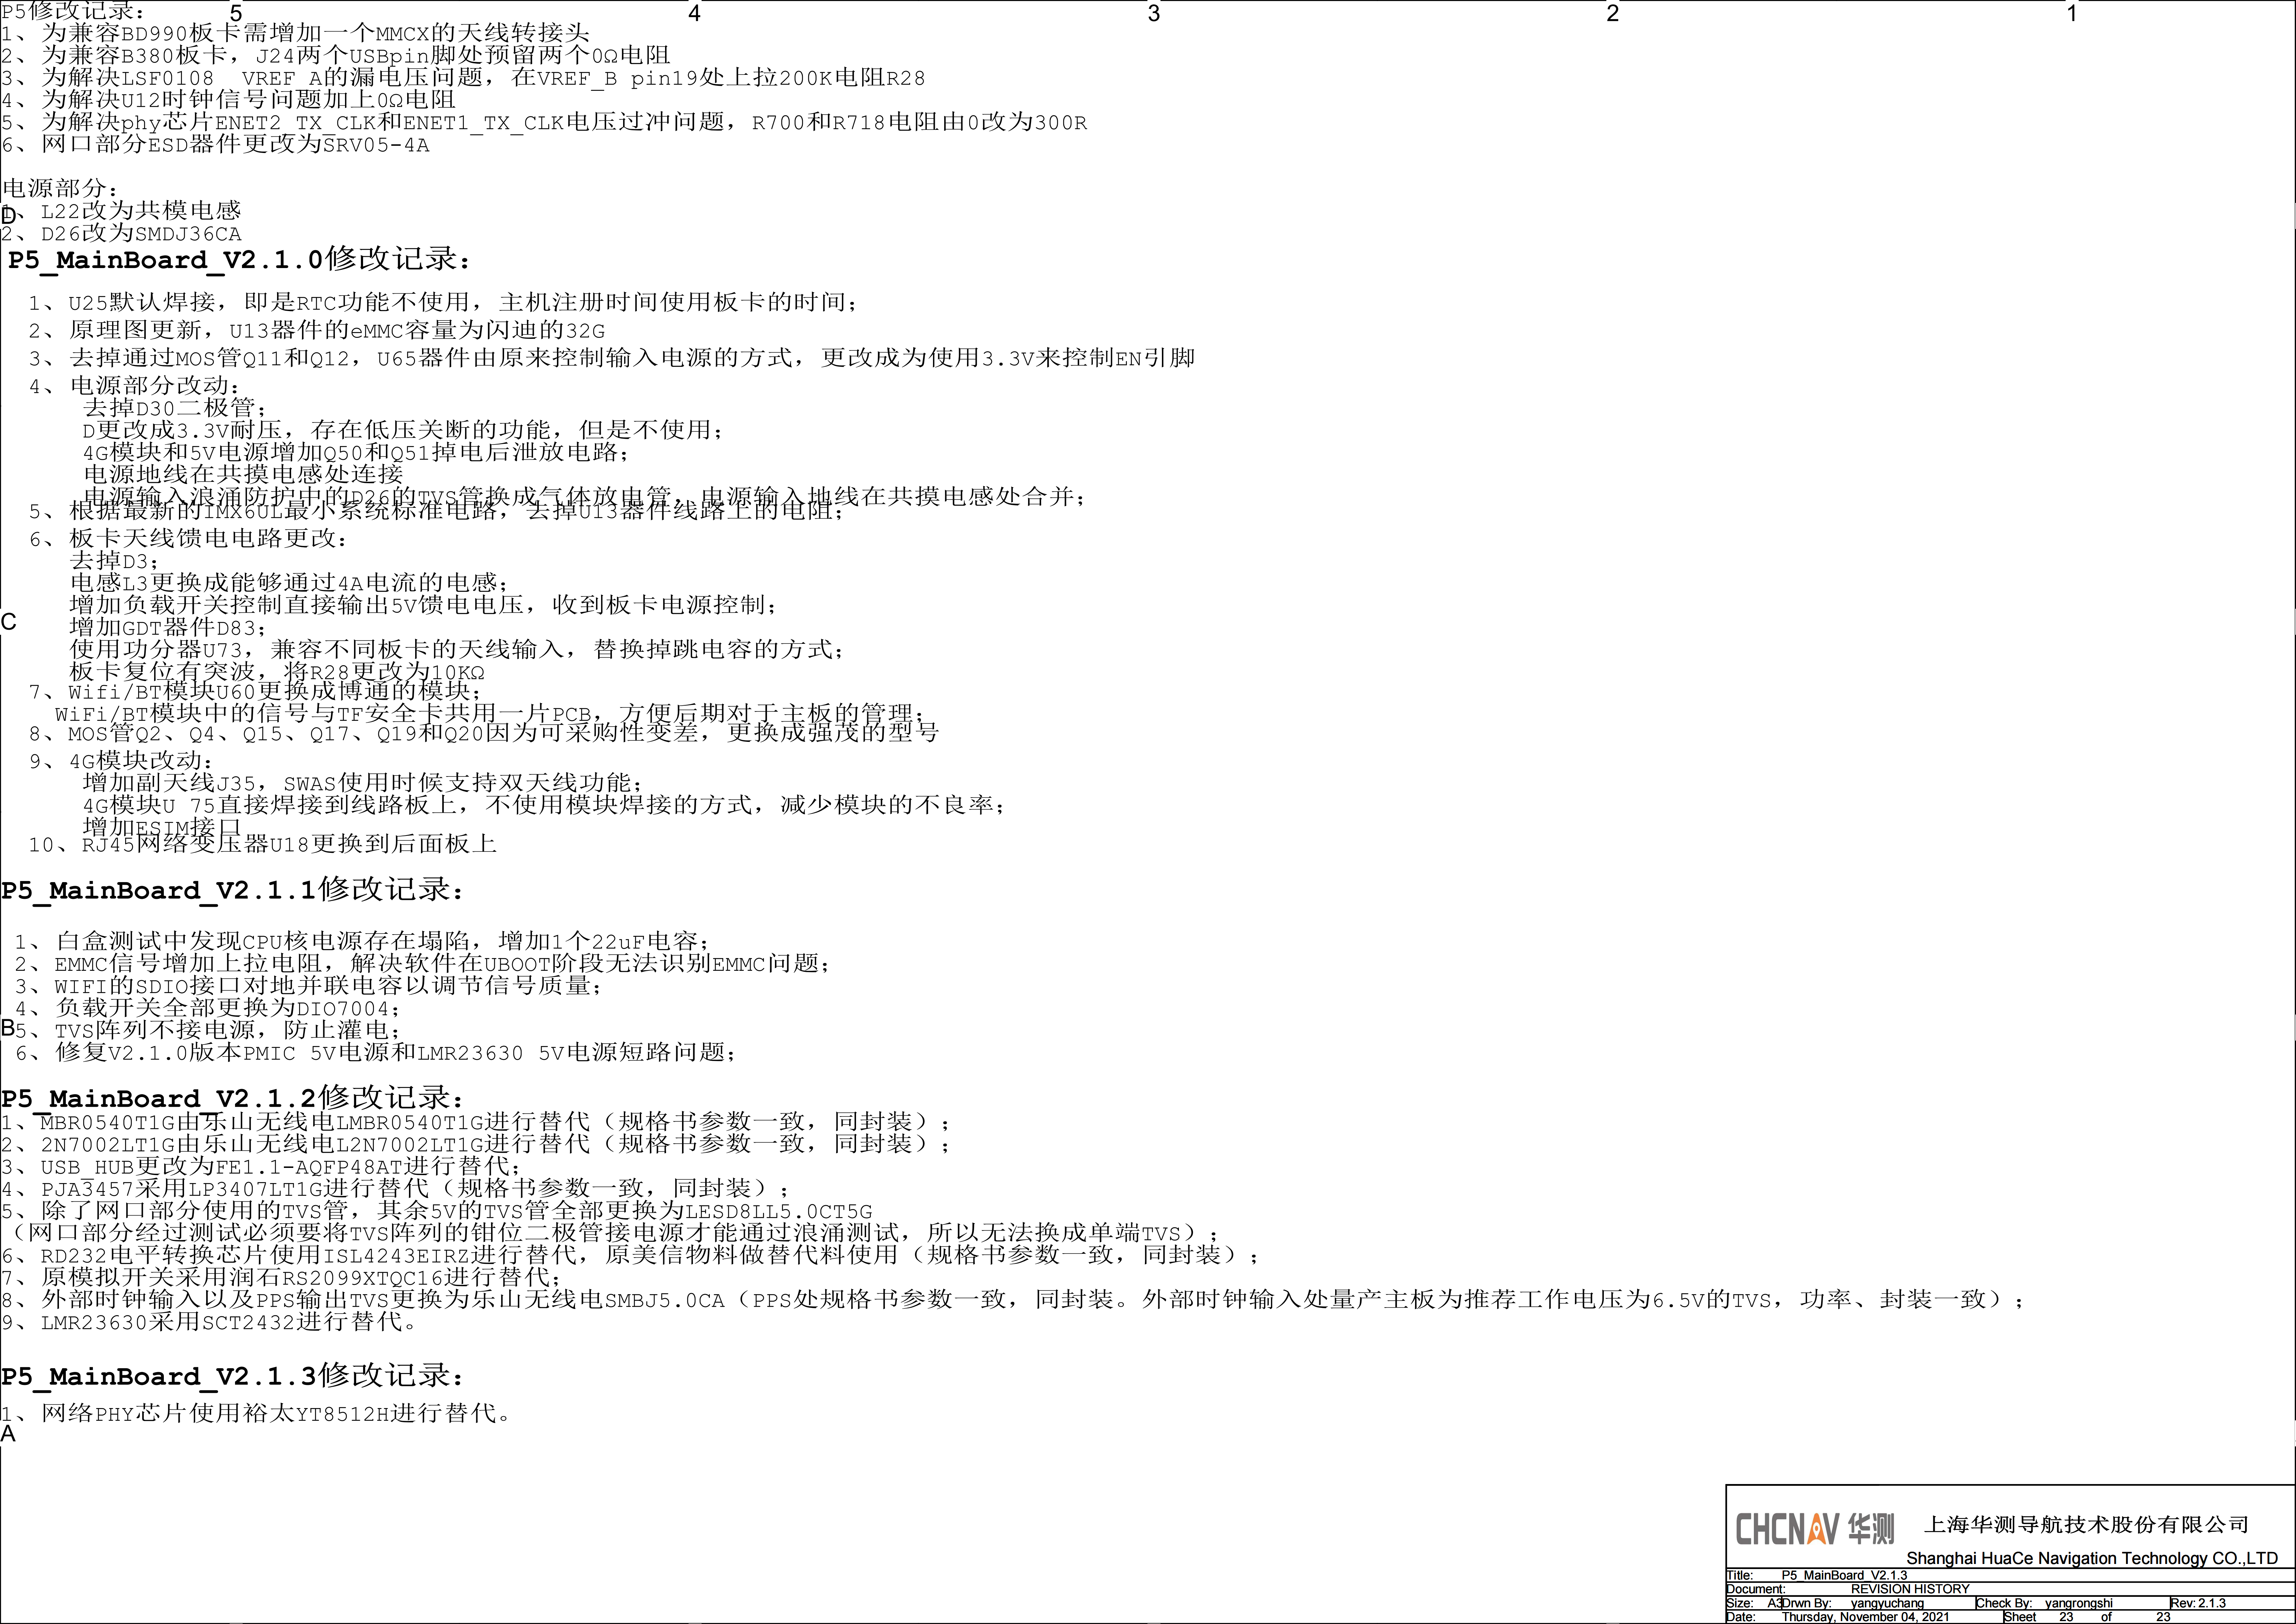 5 4 3 2 1
P5修改记录：
1、为兼容BD990板卡需增加一个MMCX的天线转接头
2、为兼容B380板卡，J24两个USBpin脚处预留两个0Ω电阻
3、为解决LSF0108  VREF_A的漏电压问题，在VREF_B pin19处上拉200K电阻R28
4、为解决U12时钟信号问题加上0Ω电阻
5、为解决phy芯片ENET2_TX_CLK和ENET1_TX_CLK电压过冲问题，R700和R718电阻由0改为300R
6、网口部分ESD器件更改为SRV05-4A
电源部分：
D
1、L22改为共模电感
2、D26改为SMDJ36CA
P5_MainBoard_V2.1.0修改记录：
1、U25默认焊接，即是RTC功能不使用，主机注册时间使用板卡的时间；
2、原理图更新，U13器件的eMMC容量为闪迪的32G
3、去掉通过MOS管Q11和Q12，U65器件由原来控制输入电源的方式，更改成为使用3.3V来控制EN引脚
4、电源部分改动：
去掉D30二极管；
D更改成3.3V耐压，存在低压关断的功能，但是不使用；
4G模块和5V电源增加Q50和Q51掉电后泄放电路；
电源地线在共摸电感处连接
电源输入浪涌防护中的D26的TVS管换成气体放电管，电源输入地线在共摸电感处合并；
5、根据最新的IMX6UL最小系统标准电路，去掉U13器件线路上的电阻；
6、板卡天线馈电电路更改：
去掉D3；
电感L3更换成能够通过4A电流的电感；
增加负载开关控制直接输出5V馈电电压，收到板卡电源控制；
C
增加GDT器件D83；
使用功分器U73，兼容不同板卡的天线输入，替换掉跳电容的方式；
板卡复位有突波，将R28更改为10KΩ
7、Wifi/BT模块U60更换成博通的模块；
WiFi/BT模块中的信号与TF安全卡共用一片PCB，方便后期对于主板的管理；
8、MOS管Q2、Q4、Q15、Q17、Q19和Q20因为可采购性变差，更换成强茂的型号
9、4G模块改动：
增加副天线J35，SWAS使用时候支持双天线功能；
4G模块U 75直接焊接到线路板上，不使用模块焊接的方式，减少模块的不良率；
增加ESIM接口
10、RJ45网络变压器U18更换到后面板上
P5_MainBoard_V2.1.1修改记录：
1、白盒测试中发现CPU核电源存在塌陷，增加1个22uF电容；
2、EMMC信号增加上拉电阻，解决软件在UBOOT阶段无法识别EMMC问题；
3、WIFI的SDIO接口对地并联电容以调节信号质量；
4、负载开关全部更换为DIO7004；
B
5、TVS阵列不接电源，防止灌电；
6、修复V2.1.0版本PMIC 5V电源和LMR23630 5V电源短路问题；
P5_MainBoard_V2.1.2修改记录：
1、MBR0540T1G由乐山无线电LMBR0540T1G进行替代（规格书参数一致，同封装）；
2、2N7002LT1G由乐山无线电L2N7002LT1G进行替代（规格书参数一致，同封装）；
3、USB_HUB更改为FE1.1-AQFP48AT进行替代；
4、PJA3457采用LP3407LT1G进行替代（规格书参数一致，同封装）；
5、除了网口部分使用的TVS管，其余5V的TVS管全部更换为LESD8LL5.0CT5G
（网口部分经过测试必须要将TVS阵列的钳位二极管接电源才能通过浪涌测试，所以无法换成单端TVS）；
6、RD232电平转换芯片使用ISL4243EIRZ进行替代，原美信物料做替代料使用（规格书参数一致，同封装）；
7、原模拟开关采用润石RS2099XTQC16进行替代；
8、外部时钟输入以及PPS输出TVS更换为乐山无线电SMBJ5.0CA（PPS处规格书参数一致，同封装。外部时钟输入处量产主板为推荐工作电压为6.5V的TVS，功率、封装一致）；
9、LMR23630采用SCT2432进行替代。
P5_MainBoard_V2.1.3修改记录：
1、网络PHY芯片使用裕太YT8512H进行替代。
A
CHCNAV 华测 上海华测导航技术股份有限公司
Shanghai HuaCe Navigation Technology CO.,LTD
Title: P5_MainBoard_V2.1.3
Document: REVISION HISTORY
Size: A3 Drwn By: yangyuchang Check By: yangrongshi Rev: 2.1.3
Date: Thursday, November 04, 2021 Sheet 23 of 23